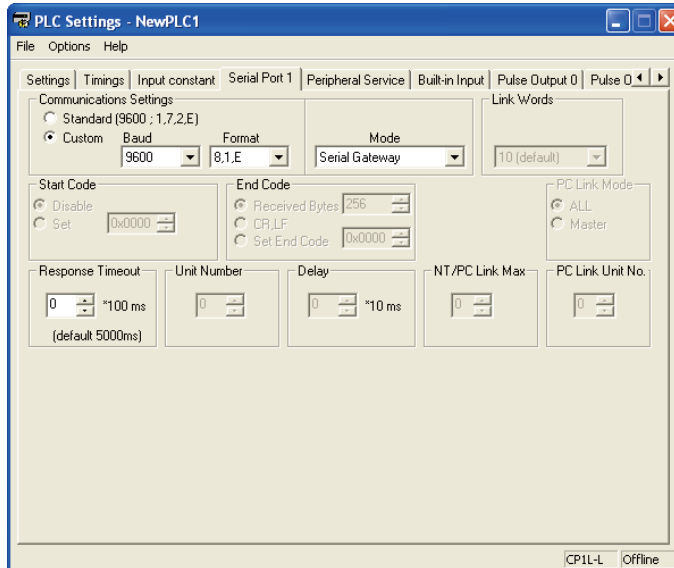 PLC Settings - NewPLC1
File Options Help
Settings Timings Input constant Serial Port 1 Peripheral Service Built-in Input Pulse Output 0 Pulse O
Communications Settings Link Words
Standard (9600 ; 1,7,2,E)
Custom Baud Format Mode
9600 8,1,E Serial Gateway 10 (default)
Start Code End Code PC Link Mode
Disable Received Bytes 256 ALL
Set 0x0000 CR,LF Master
Set End Code 0x0000
Response Timeout Unit Number Delay NT/PC Link Max PC Link Unit No.
0 *100 ms 0 0 *10 ms 0 0
(default 5000ms)
CP1L-L Offline